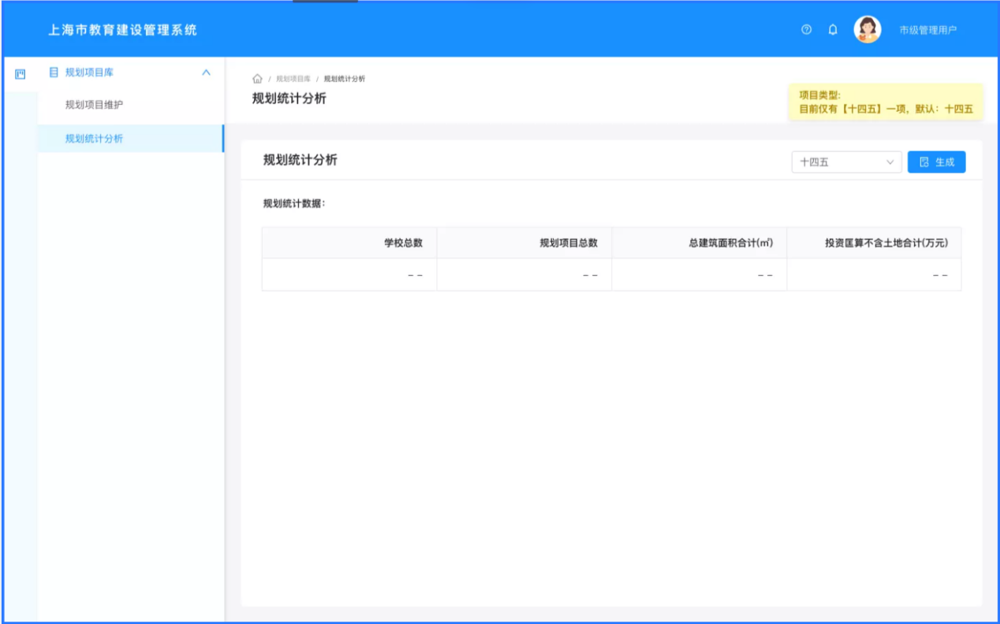 上海市教育建设管理系统
市级管理用户
规划项目库
规划项目维护
规划统计分析
/ 规划项目库 / 规划统计分析
规划统计分析
项目类型:
目前仅有【十四五】一项，默认：十四五
规划统计分析
十四五
生成
规划统计数据:
学校总数 规划项目总数 总建筑面积合计(㎡) 投资匡算不含土地合计(万元)
-- -- -- --